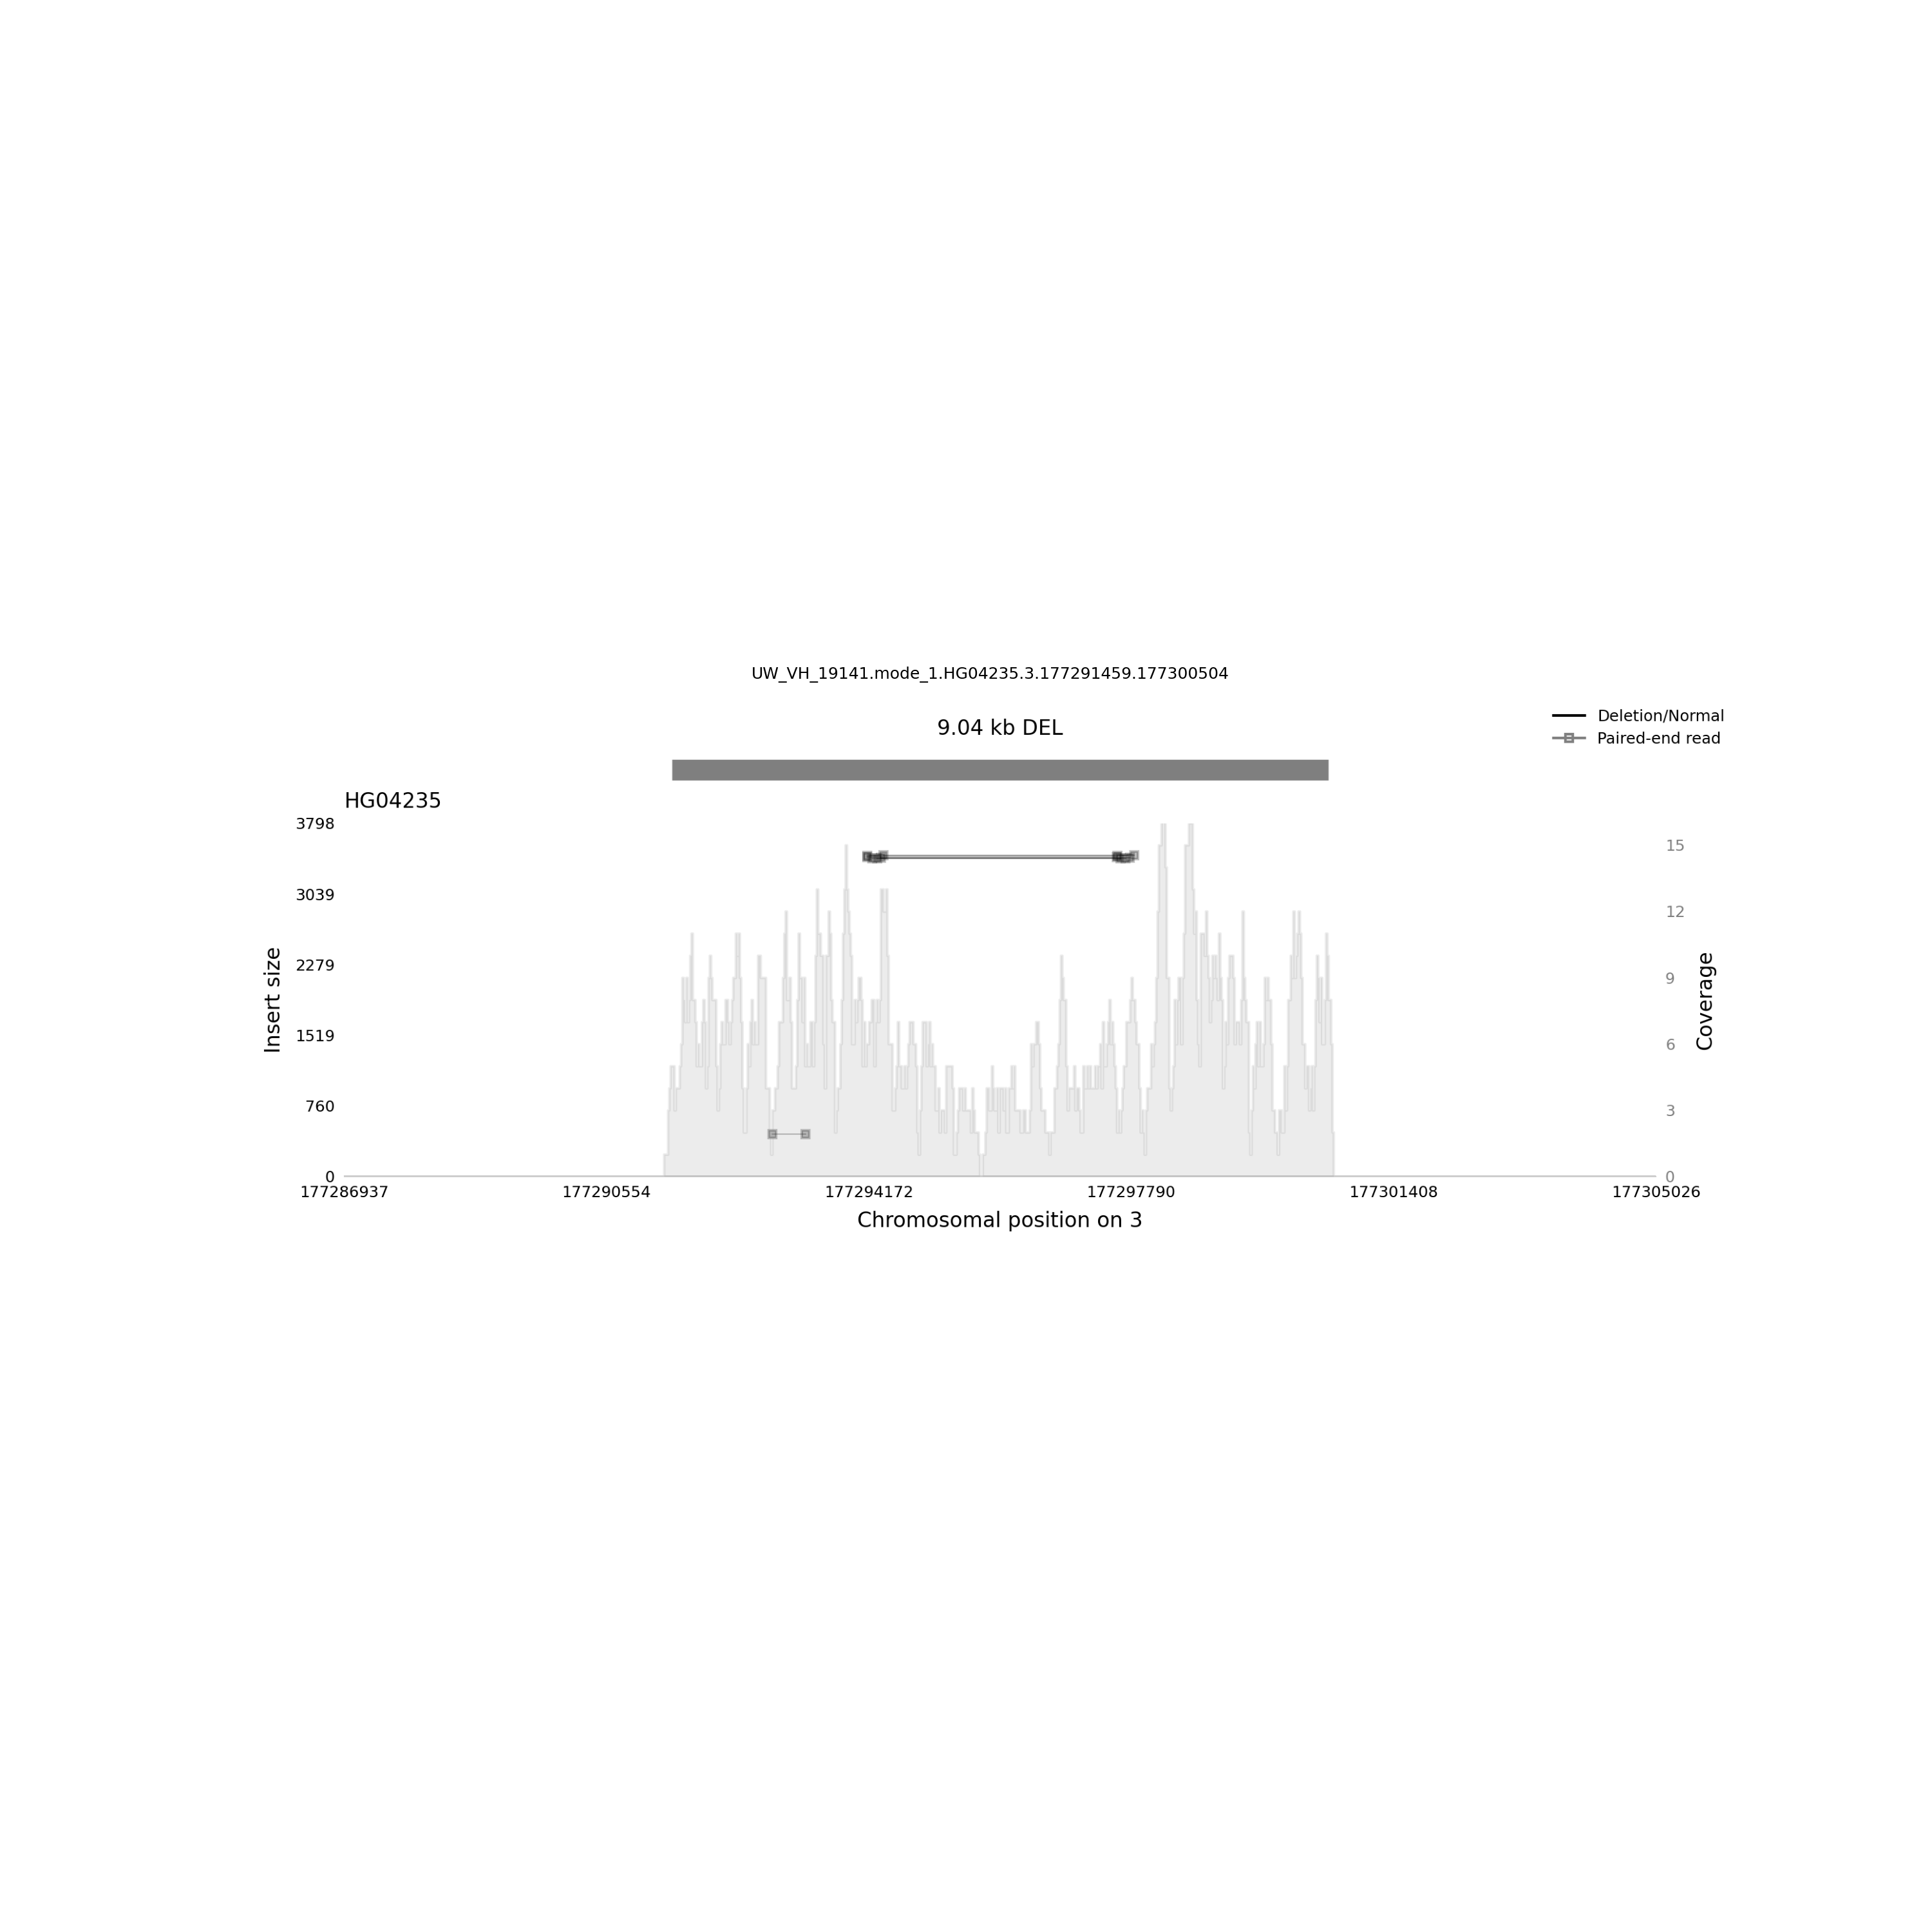 UW_VH_19141.mode_1.HG04235.3.177291459.177300504
9.04 kb DEL
Deletion/Normal
Paired-end read
HG04235
3798
3039
2279
1519
760
0
Insert size
15
12
9
6
3
0
Coverage
177286937 177290554 177294172 177297790 177301408 177305026
Chromosomal position on 3